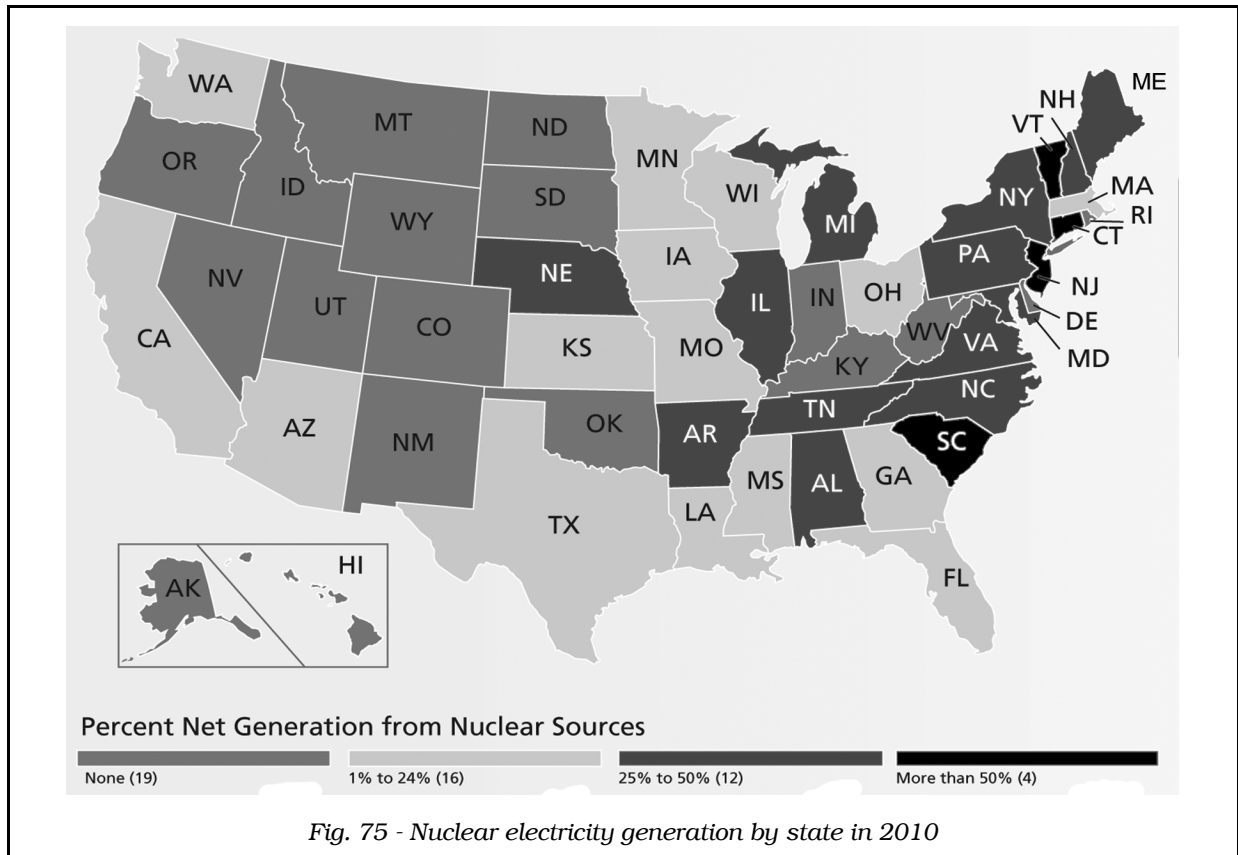 ME
NH
WA
VT
MT
ND
MN
OR
ID
SD
WI
MA
NY
WY
RI
MI
CT
IA
PA
NE
NV
NJ
UT
IL
IN
OH
CO
DE
WV
CA
VA
KS
MO
MD
KY
NC
TN
AZ
OK
AR
SC
NM
MS
AL
GA
LA
TX
HI
FL
AK
Percent Net Generation from Nuclear Sources
None (19)
1% to 24% (16)
25% to 50% (12)
More than 50% (4)
Fig. 75 - Nuclear electricity generation by state in 2010